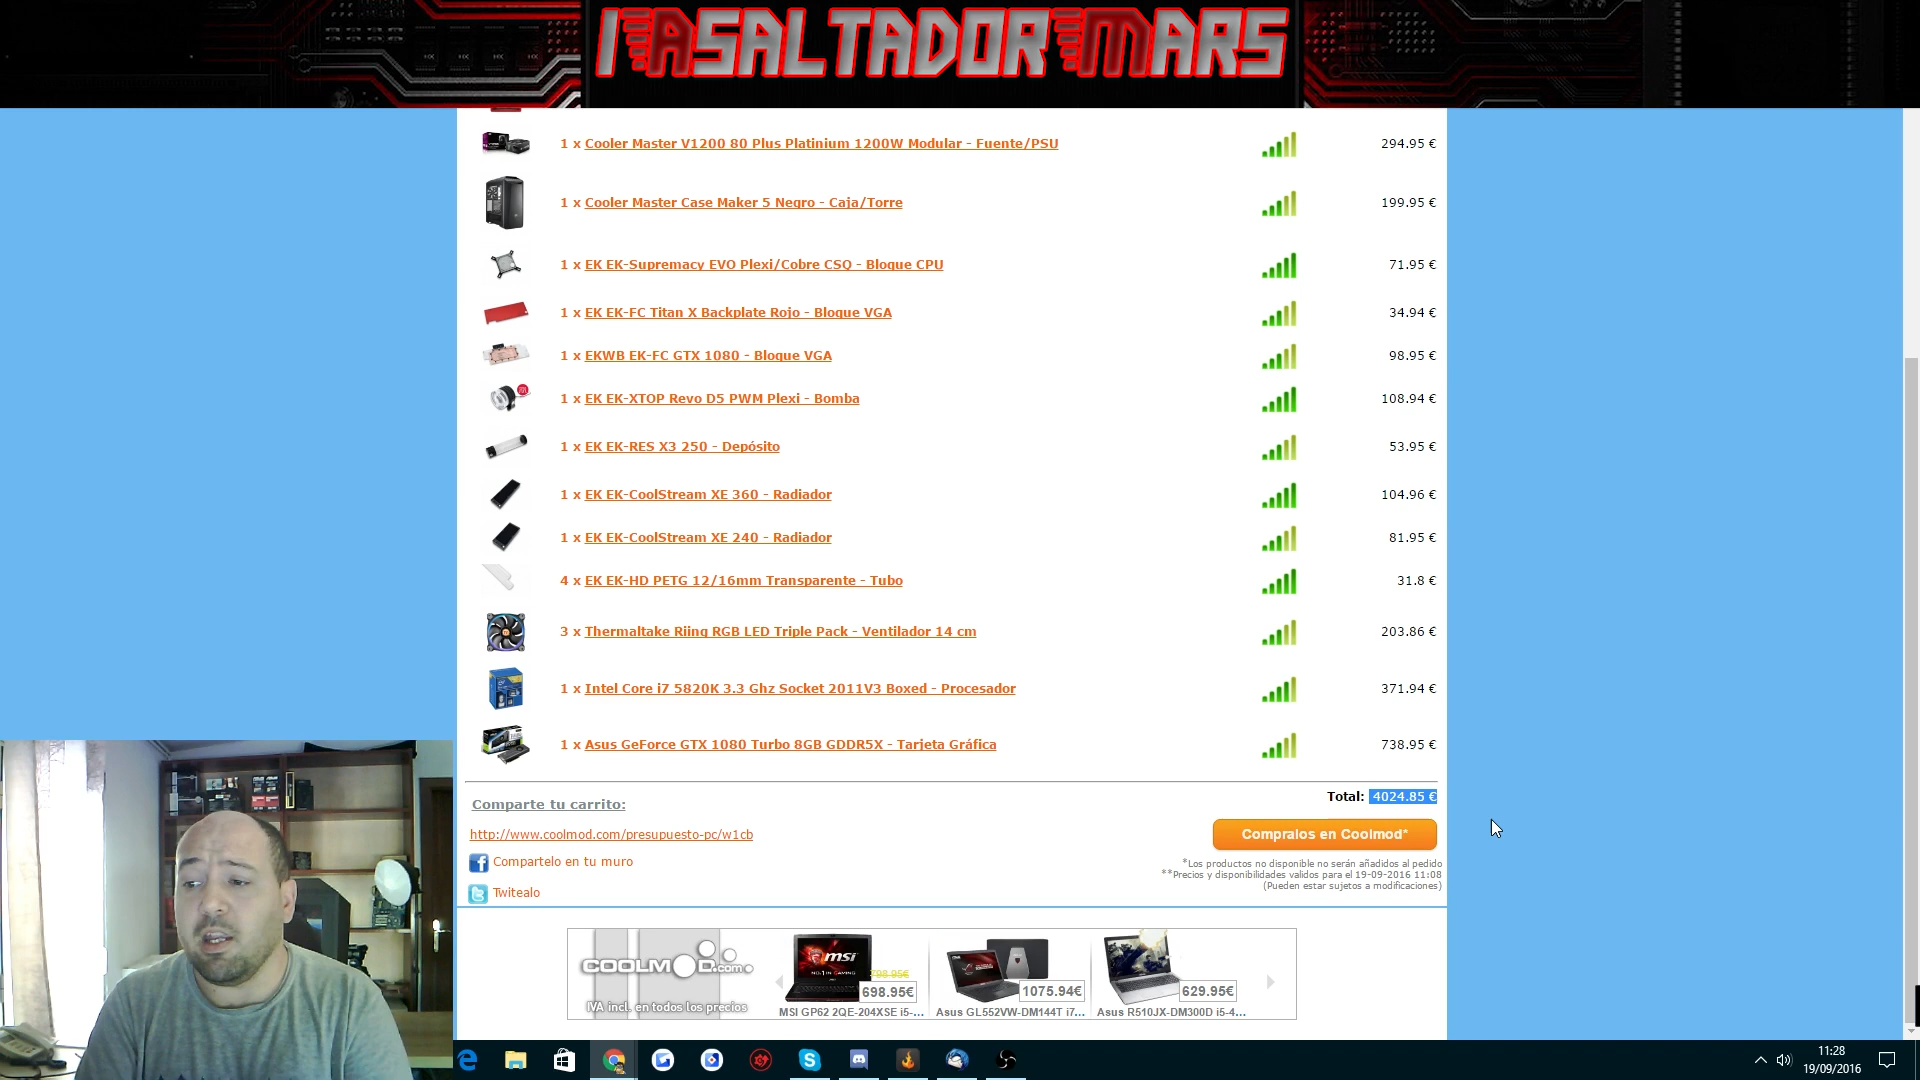 IASALTADORMARS
1 x Cooler Master V1200 80 Plus Platinium 1200W Modular - Fuente/PSU 294.95 €
1 x Cooler Master Case Maker 5 Negro - Caja/Torre 199.95 €
1 x EK EK-Supremacy EVO Plexi/Cobre CSQ - Bloque CPU 71.95 €
1 x EK EK-FC Titan X Backplate Rojo - Bloque VGA 34.94 €
1 x EKWB EK-FC GTX 1080 - Bloque VGA 98.95 €
1 x EK EK-XTOP Revo D5 PWM Plexi - Bomba 108.94 €
1 x EK EK-RES X3 250 - Depósito 53.95 €
1 x EK EK-CoolStream XE 360 - Radiador 104.96 €
1 x EK EK-CoolStream XE 240 - Radiador 81.95 €
4 x EK EK-HD PETG 12/16mm Transparente - Tubo 31.8 €
3 x Thermaltake Riing RGB LED Triple Pack - Ventilador 14 cm 203.86 €
1 x Intel Core i7 5820K 3.3 Ghz Socket 2011V3 Boxed - Procesador 371.94 €
1 x Asus GeForce GTX 1080 Turbo 8GB GDDR5X - Tarjeta Gráfica 738.95 €
Total: 4024.85 €
Comparte tu carrito:
http://www.coolmod.com/presupuesto-pc/w1cb
Compralos en Coolmod*
Compartelo en tu muro
*Los productos no disponible no serán añadidos al pedido
**Precios y disponibilidades validos para el 19-09-2016 11:08
(Pueden estar sujetos a modificaciones)
Twitealo
COOLMOD.com
IVA incl. en todos los precios
msi
798.95€
698.95€
MSI GP62 2QE-204XSE i5-...
1075.94€
Asus GL552VW-DM144T i7...
629.95€
Asus R510JX-DM300D i5-4...
11:28
19/09/2016